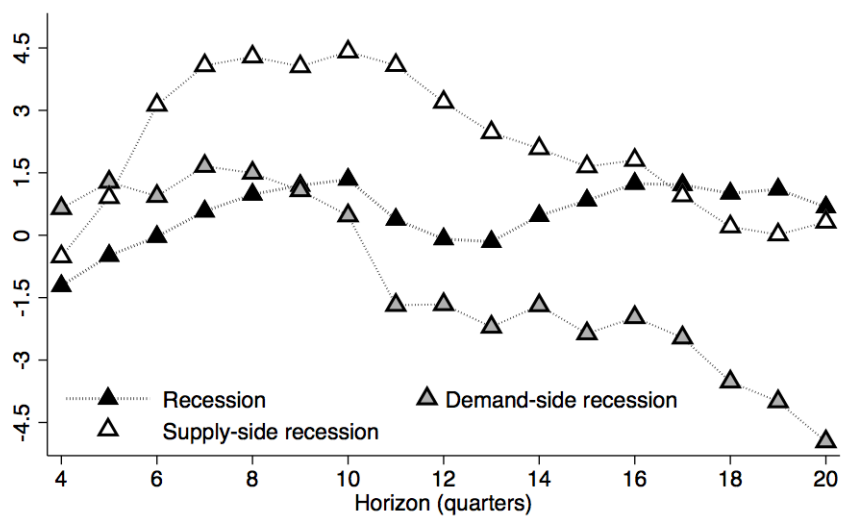 4.5
3
1.5
0
-1.5
-3
-4.5
Recession
Demand-side recession
Supply-side recession
4 6 8 10 12 14 16 18 20
Horizon (quarters)